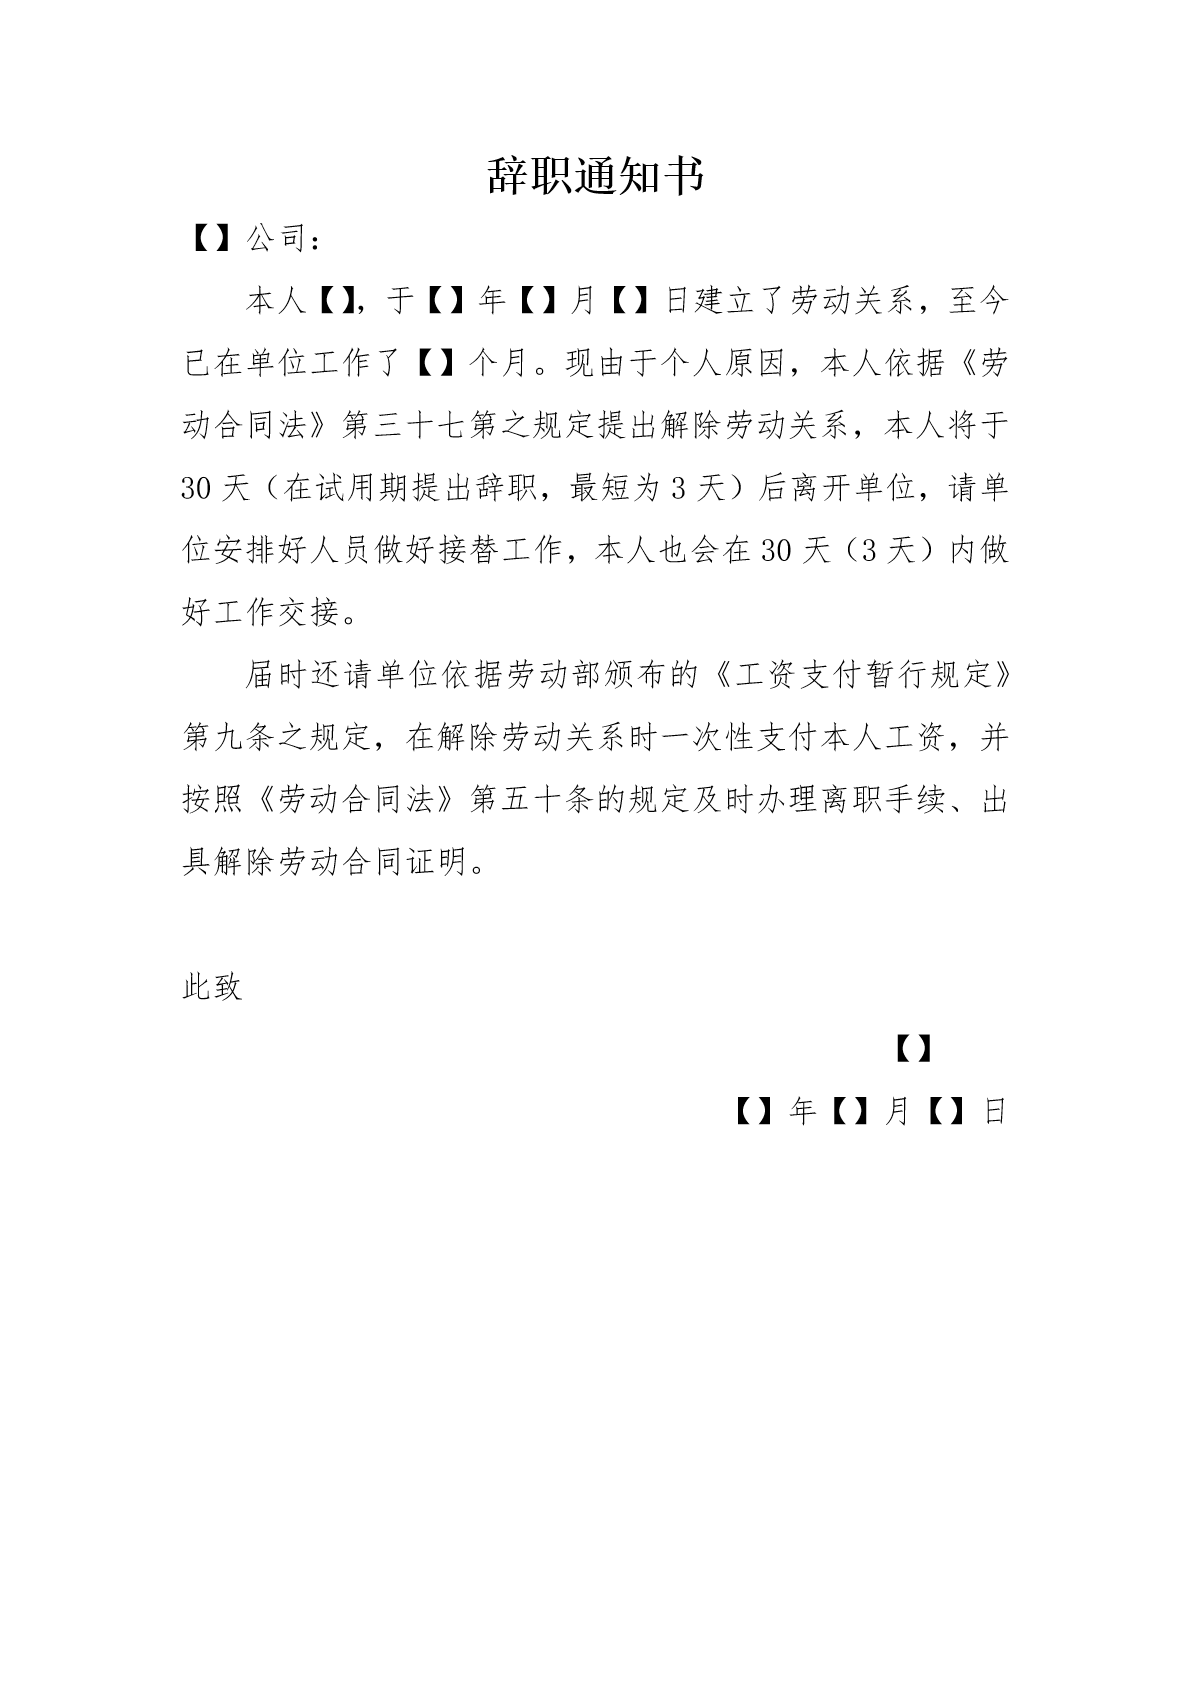 辞职通知书
【】公司：
本人【】，于【】年【】月【】日建立了劳动关系，至今
已在单位工作了【】个月。现由于个人原因，本人依据《劳
动合同法》第三十七第之规定提出解除劳动关系，本人将于
30天（在试用期提出辞职，最短为3天）后离开单位，请单
位安排好人员做好接替工作，本人也会在30天（3天）内做
好工作交接。
届时还请单位依据劳动部颁布的《工资支付暂行规定》
第九条之规定，在解除劳动关系时一次性支付本人工资，并
按照《劳动合同法》第五十条的规定及时办理离职手续、出
具解除劳动合同证明。
此致
【】
【】年【】月【】日